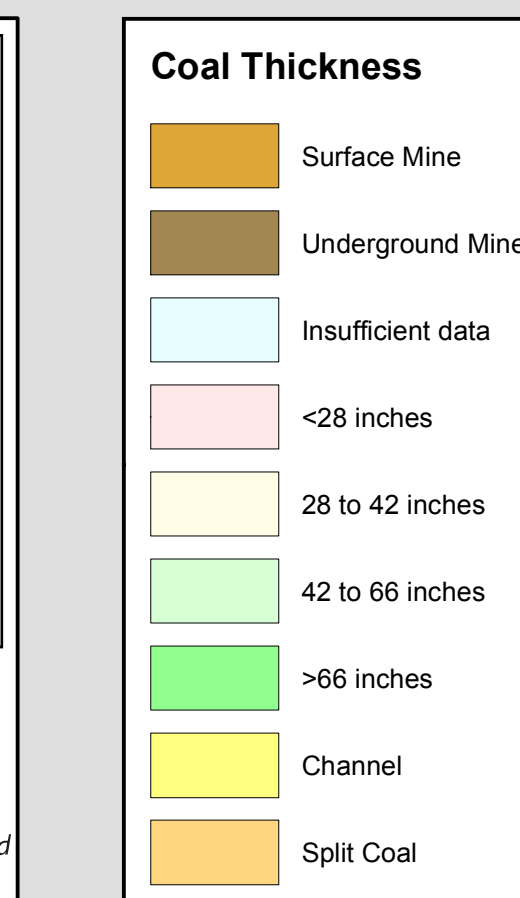 Coal Thickness
Surface Mine
Underground Mine
Insufficient data
<28 inches
28 to 42 inches
42 to 66 inches
>66 inches
Channel
Split Coal
d